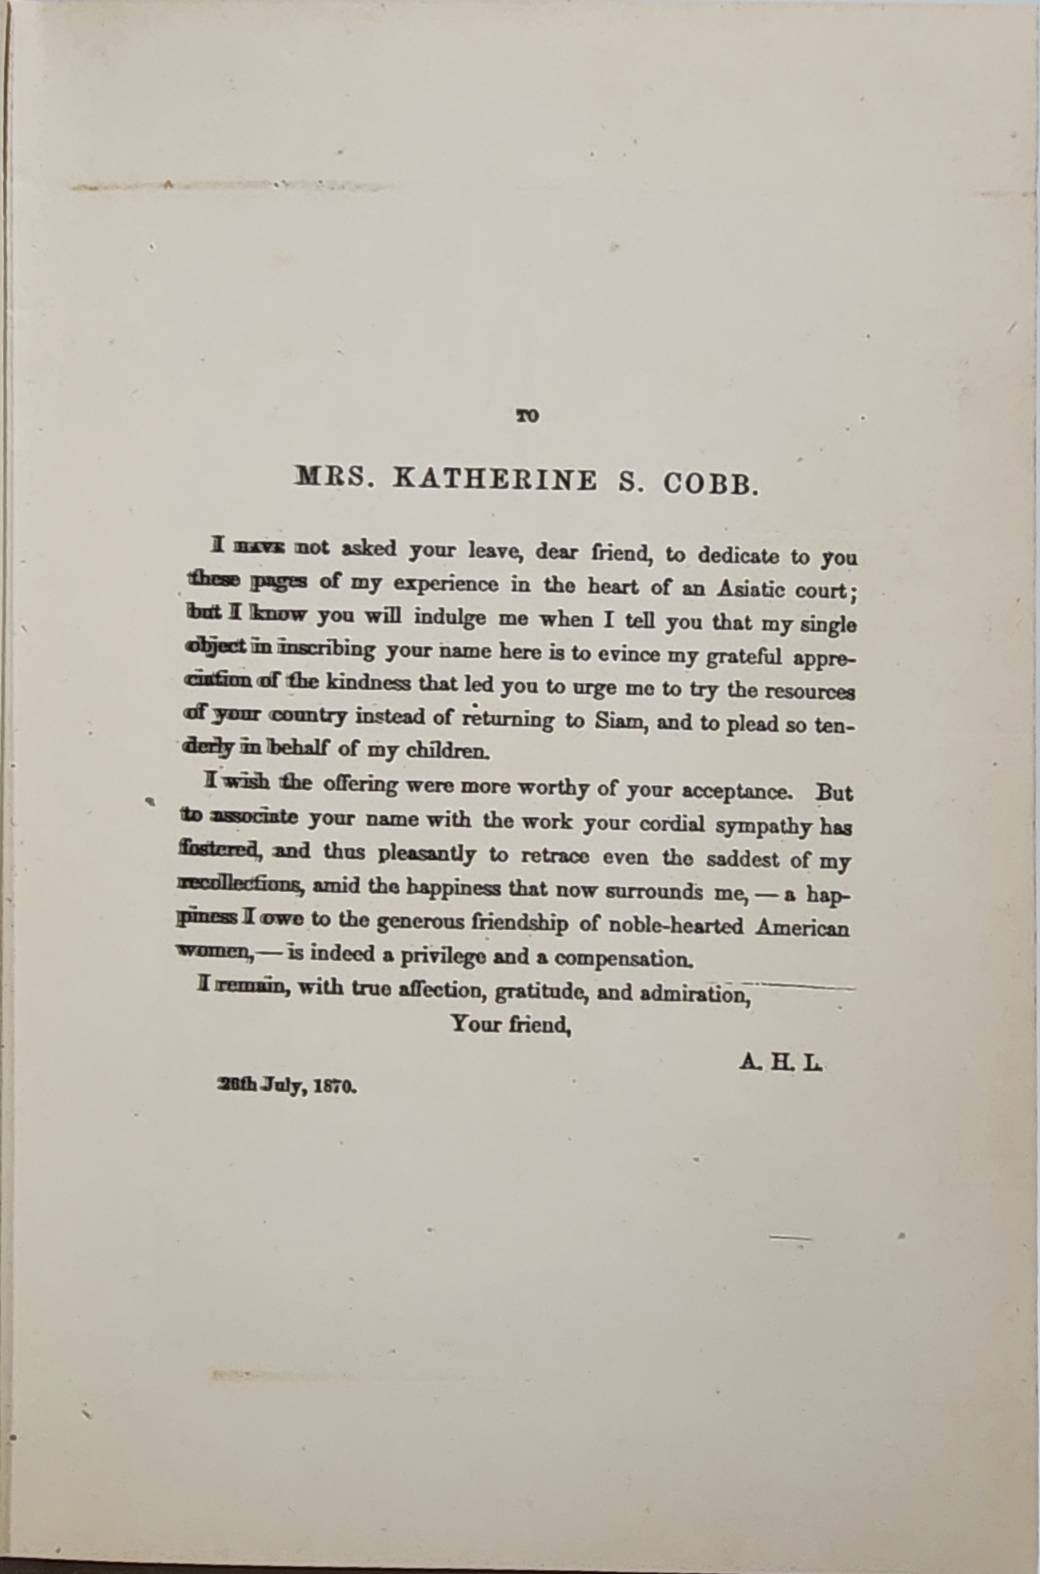 TO
MRS. KATHERINE S. COBB.
I HAVE not asked your leave, dear friend, to dedicate to you
these pages of my experience in the heart of an Asiatic court;
but I know you will indulge me when I tell you that my single
object in inscribing your name here is to evince my grateful appre-
ciation of the kindness that led you to urge me to try the resources
of your country instead of returning to Siam, and to plead so ten-
derly in behalf of my children.
I wish the offering were more worthy of your acceptance. But
to associate your name with the work your cordial sympathy has
fostered, and thus pleasantly to retrace even the saddest of my
recollections, amid the happiness that now surrounds me, — a hap-
piness I owe to the generous friendship of noble-hearted American
women, — is indeed a privilege and a compensation.
I remain, with true affection, gratitude, and admiration,
Your friend,
A. H. L.
26th July, 1870.